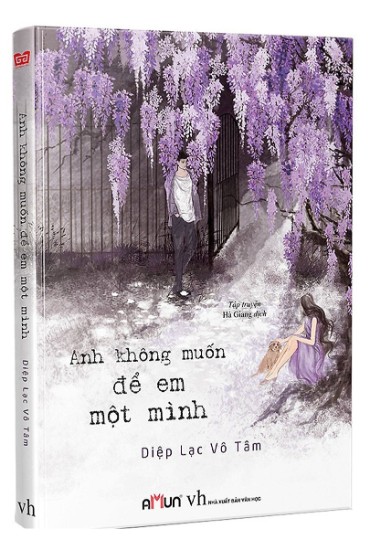 Anh không muốn để em một mình
Diệp Lạc Vô Tâm
vh
Tập truyện
Hà Giang dịch
Anh không muốn
để em
một mình
Diệp Lạc Vô Tâm
AMUN vh NHÀ XUẤT BẢN VĂN HỌC